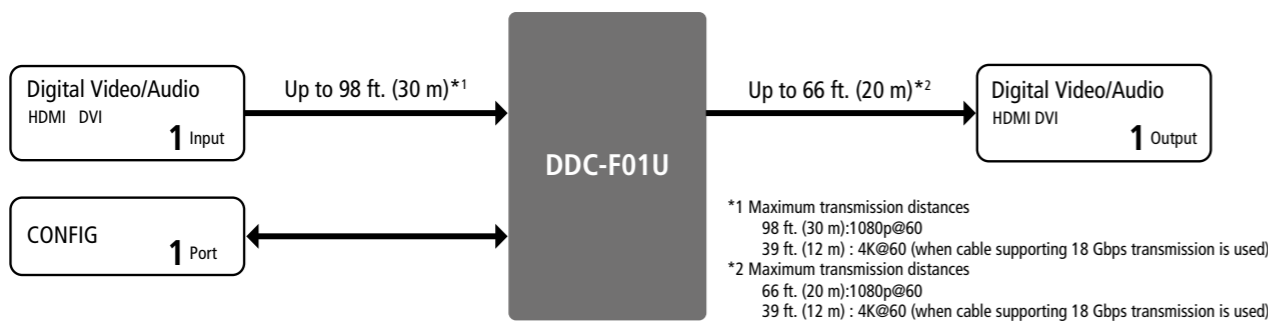 Digital Video/Audio
HDMI DVI
1 Input
Up to 98 ft. (30 m)*1
CONFIG
1 Port
DDC-F01U
Up to 66 ft. (20 m)*2
Digital Video/Audio
HDMI DVI
1 Output
*1 Maximum transmission distances
98 ft. (30 m):1080p@60
39 ft. (12 m) : 4K@60 (when cable supporting 18 Gbps transmission is used)
*2 Maximum transmission distances
66 ft. (20 m):1080p@60
39 ft. (12 m) : 4K@60 (when cable supporting 18 Gbps transmission is used)